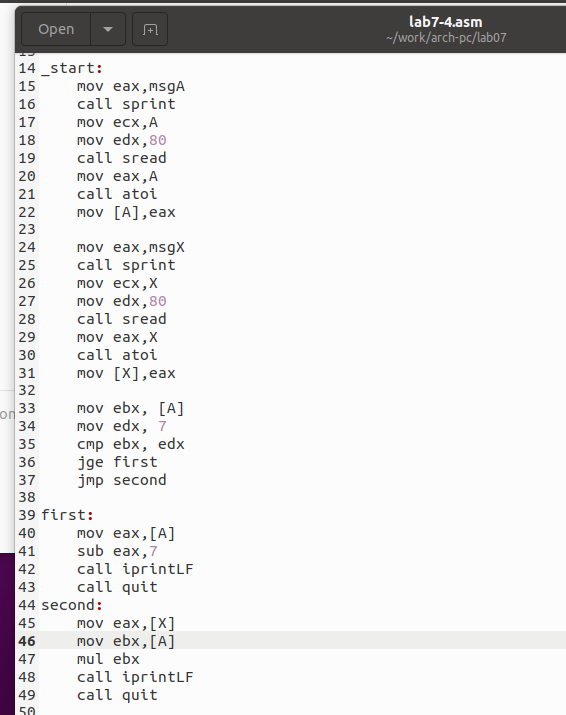 Open
lab7-4.asm
~/work/arch-pc/lab07
14 _start:
15 mov eax,msgA
16 call sprint
17 mov ecx,A
18 mov edx,80
19 call sread
20 mov eax,A
21 call atoi
22 mov [A],eax
23
24 mov eax,msgX
25 call sprint
26 mov ecx,X
27 mov edx,80
28 call sread
29 mov eax,X
30 call atoi
31 mov [X],eax
32
33 mov ebx, [A]
34 mov edx, 7
35 cmp ebx, edx
36 jge first
37 jmp second
38
39 first:
40 mov eax,[A]
41 sub eax,7
42 call iprintLF
43 call quit
44 second:
45 mov eax,[X]
46 mov ebx,[A]
47 mul ebx
48 call iprintLF
49 call quit
50